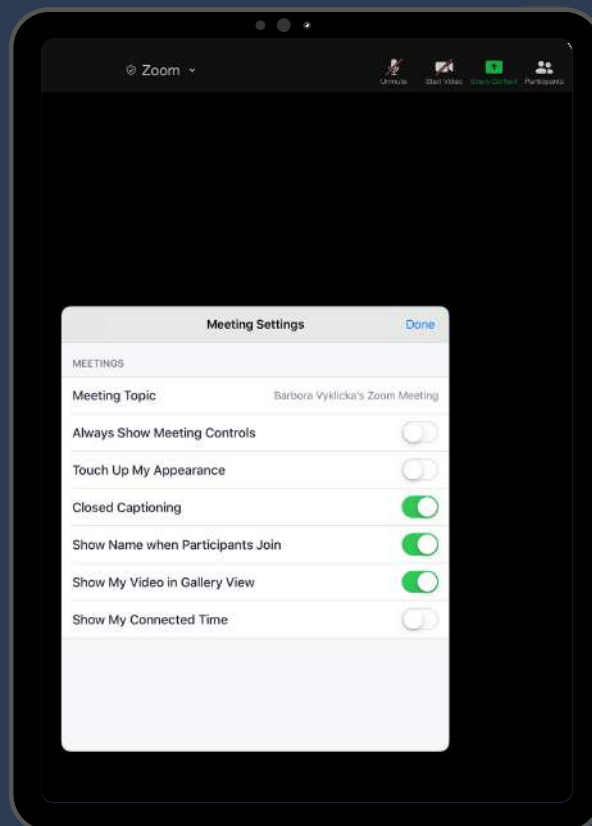 Zoom
Unmute Start Video Share Content Participants
Meeting Settings Done
MEETINGS
Meeting Topic Barbora Vyklicka's Zoom Meeting
Always Show Meeting Controls
Touch Up My Appearance
Closed Captioning
Show Name when Participants Join
Show My Video in Gallery View
Show My Connected Time